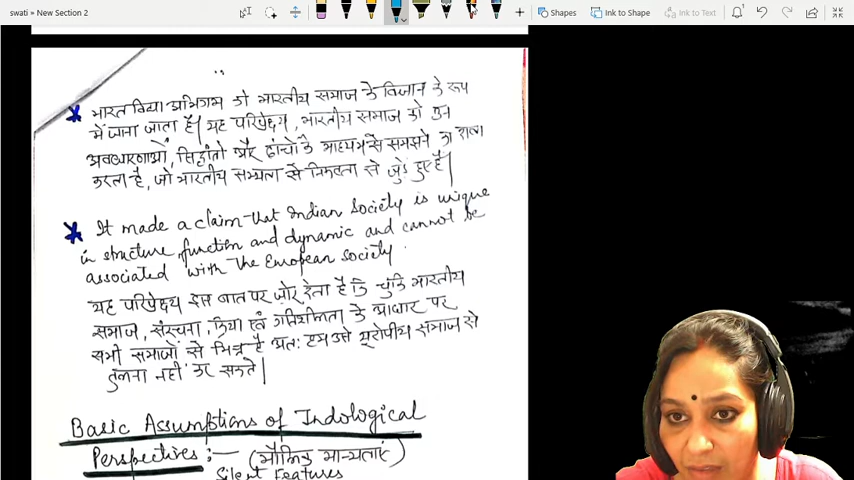 swati » New Section 2
Shapes
Ink to Shape
Ink to Text
भारत विद्या अभिगम को भारतीय समाज के विज्ञान के रूप
में जाना जाता है| यह परिप्रेक्ष्य, भारतीय समाज को उन
अवधारणाओं, सिद्धांतो और ढांचों के माध्यम से समझने का दावा
करता है, जो भारतीय सभ्यता से निकटता से जुड़े हुए है|
It made a claim that Indian Society is unique
in structure, function and dynamic and cannot be
associated with the European Society.
यह परिप्रेक्ष्य इस बात पर ज़ोर देता है कि चुंकि भारतीय
समाज, संरचना, क्रिया एवं गतिशीलता के आधार पर
सभी समाजों से भिन्न है अतः हम उसे यूरोपीय समाज से
तुलना नहीं कर सकते|
Basic Assumptions of Indological
Perspectives :— (मौलिक मान्यताएं)
Silent Features